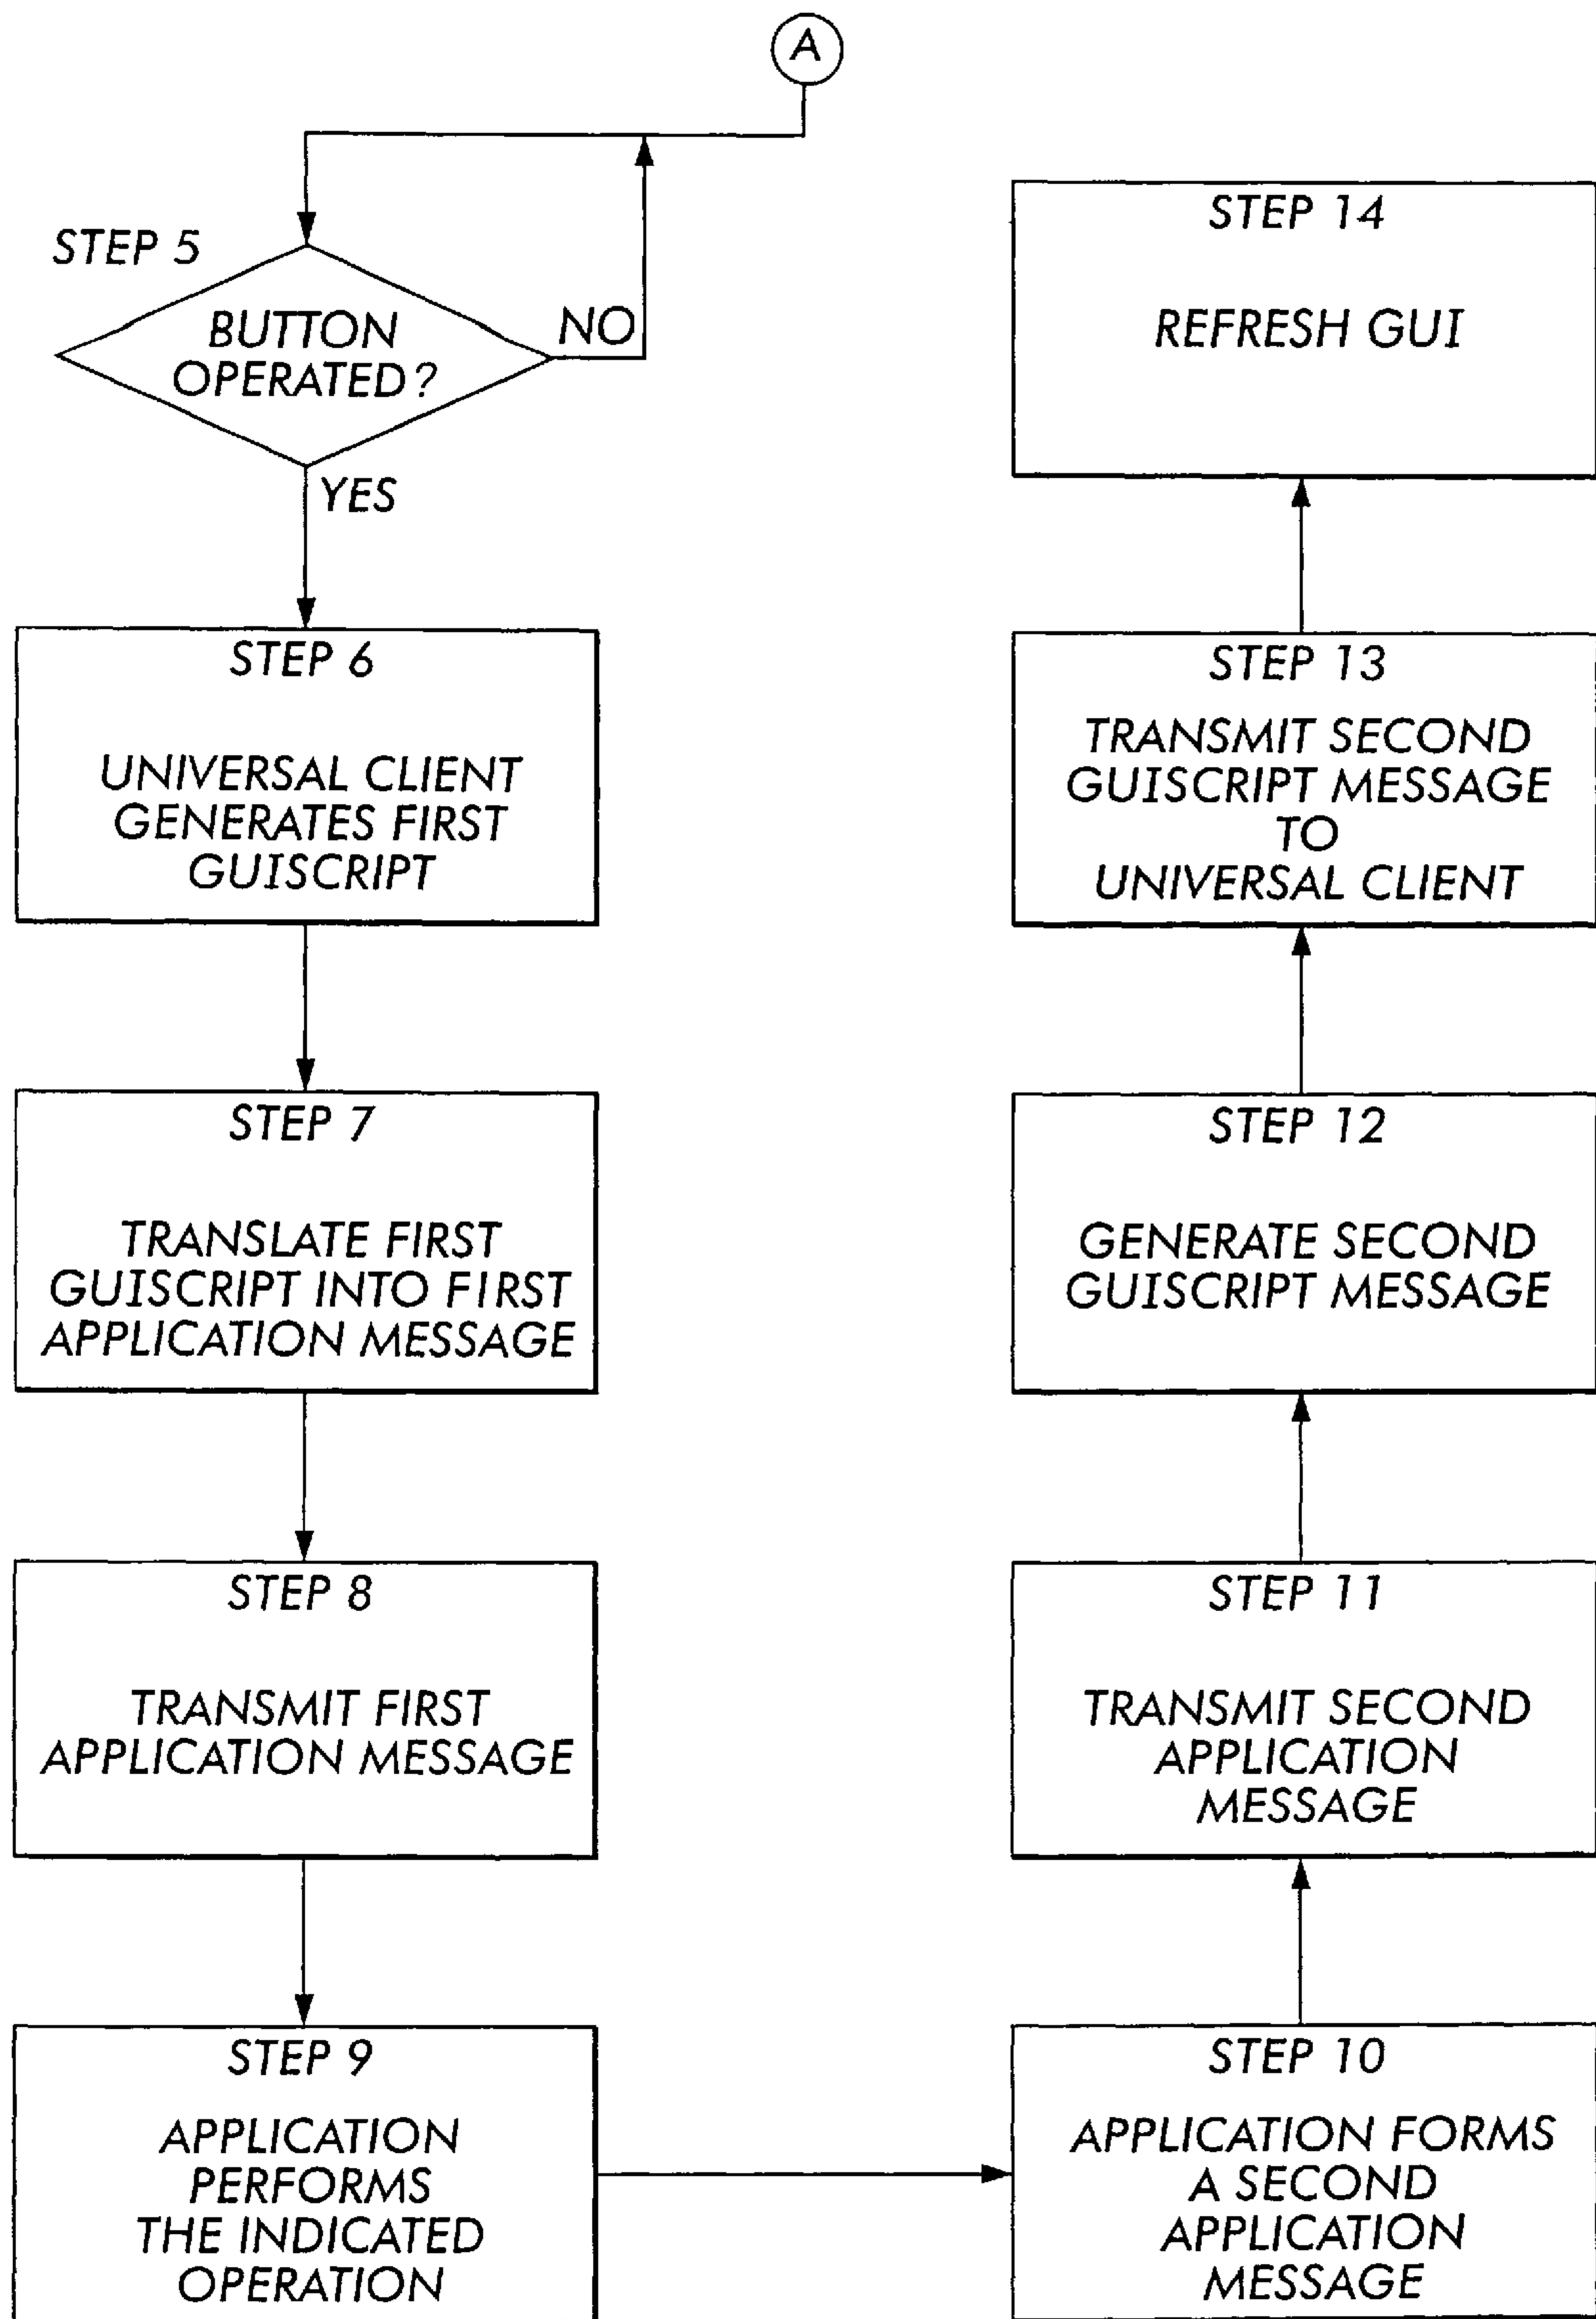 A
STEP 5
BUTTON
OPERATED?
NO
YES
STEP 6
UNIVERSAL CLIENT
GENERATES FIRST
GUISCRIPT
STEP 7
TRANSLATE FIRST
GUISCRIPT INTO FIRST
APPLICATION MESSAGE
STEP 8
TRANSMIT FIRST
APPLICATION MESSAGE
STEP 9
APPLICATION
PERFORMS
THE INDICATED
OPERATION
STEP 10
APPLICATION FORMS
A SECOND
APPLICATION
MESSAGE
STEP 11
TRANSMIT SECOND
APPLICATION
MESSAGE
STEP 12
GENERATE SECOND
GUISCRIPT MESSAGE
STEP 13
TRANSMIT SECOND
GUISCRIPT MESSAGE
TO
UNIVERSAL CLIENT
STEP 14
REFRESH GUI